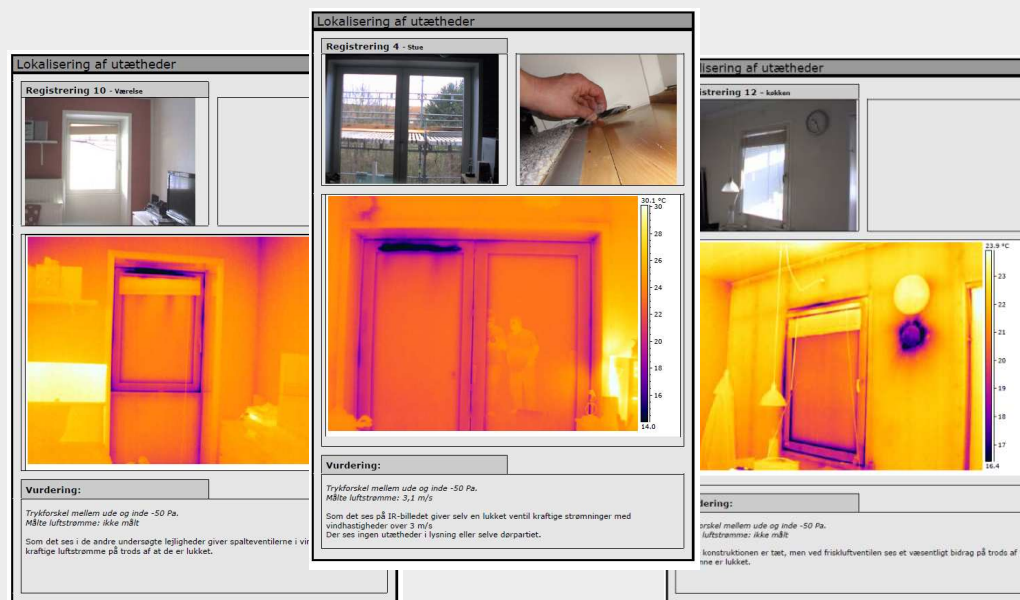 Lokalisering af utætheder
Registrering 10 - Værelse
Vurdering:
Trykforskel mellem ude og inde -50 Pa.
Målte luftstrømme: ikke målt
Som det ses i de andre undersøgte lejligheder giver spalteventilerne i
kraftige luftstrømme på trods af at de er lukket.
Lokalisering af utætheder
Registrering 4 - Stue
30.1 °C
30
28
26
24
22
20
18
16
14.0
Vurdering:
Trykforskel mellem ude og inde -50 Pa.
Målte luftstrømme: 3,1 m/s
Som det ses på IR-billedet giver selv en lukket ventil kraftige strømninger med
vindhastigheder over 3 m/s
Der ses ingen utætheder i lysning eller selve dørpartiet.
lisering af utætheder
istrering 12 - køkken
23.9 °C
23
22
21
20
19
18
17
16.4
dering:
orskel mellem ude og inde -50 Pa.
luftstrømme: ikke målt
konstruktionen er tæt, men ved friskluftventilen ses et væsentligt bidrag på trods af
nne er lukket.